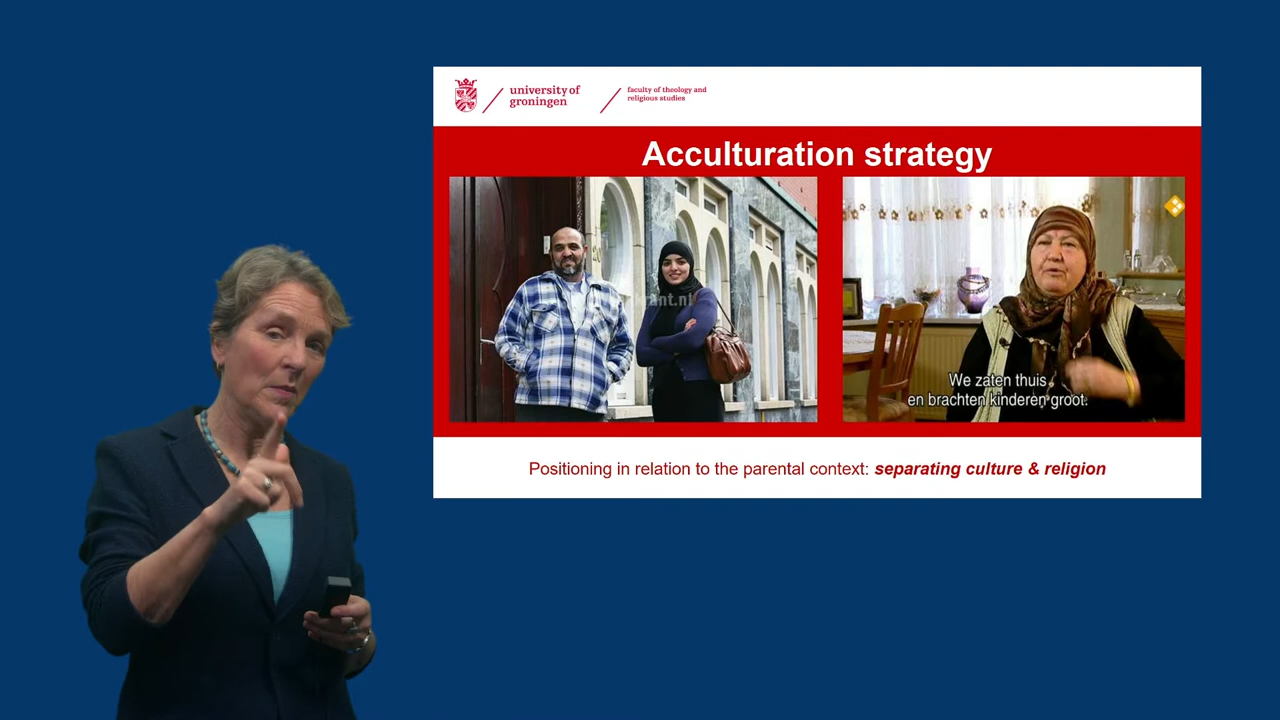 university of
groningen
faculty of theology and
religious studies
Acculturation strategy
We zaten thuis
en brachten kinderen groot.
Positioning in relation to the parental context: separating culture & religion